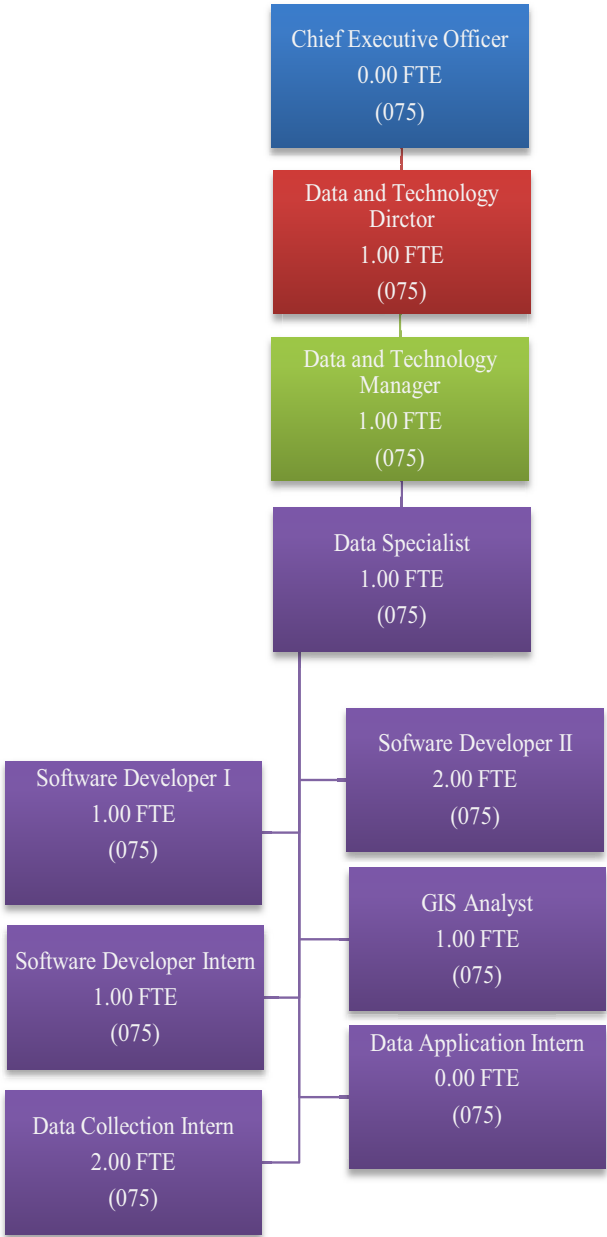 Chief Executive Officer
0.00 FTE
(075)
Data and Technology
Dirctor
1.00 FTE
(075)
Data and Technology
Manager
1.00 FTE
(075)
Data Specialist
1.00 FTE
(075)
Sofware Developer II
2.00 FTE
(075)
Software Developer I
1.00 FTE
(075)
GIS Analyst
1.00 FTE
(075)
Software Developer Intern
1.00 FTE
(075)
Data Application Intern
0.00 FTE
(075)
Data Collection Intern
2.00 FTE
(075)